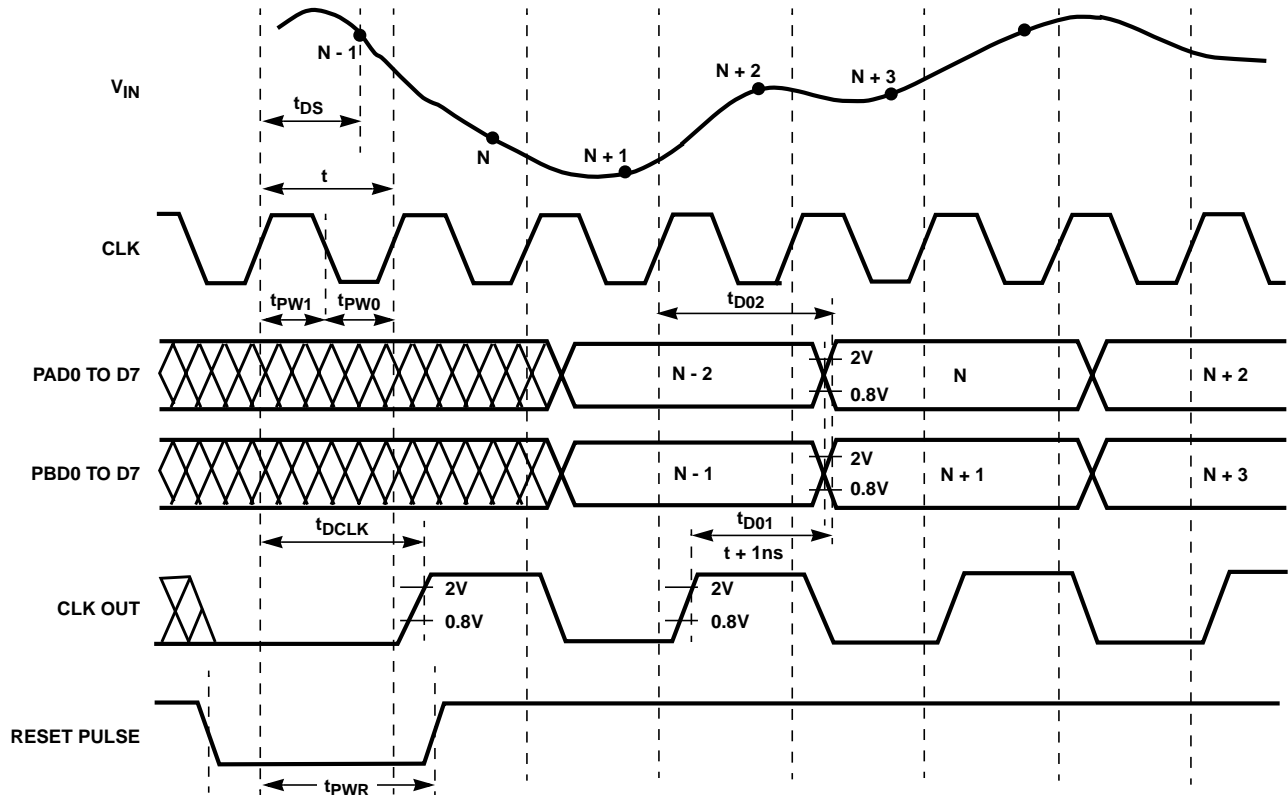 N - 1
N + 2
N + 3
V_IN
t_DS
N
N + 1
t
CLK
t_PW1
t_PW0
t_D02
PAD0 TO D7
N - 2
2V
0.8V
N
N + 2
PBD0 TO D7
N - 1
2V
0.8V
N + 1
N + 3
t_DCLK
t_D01
t + 1ns
CLK OUT
2V
0.8V
2V
0.8V
RESET PULSE
t_PWR